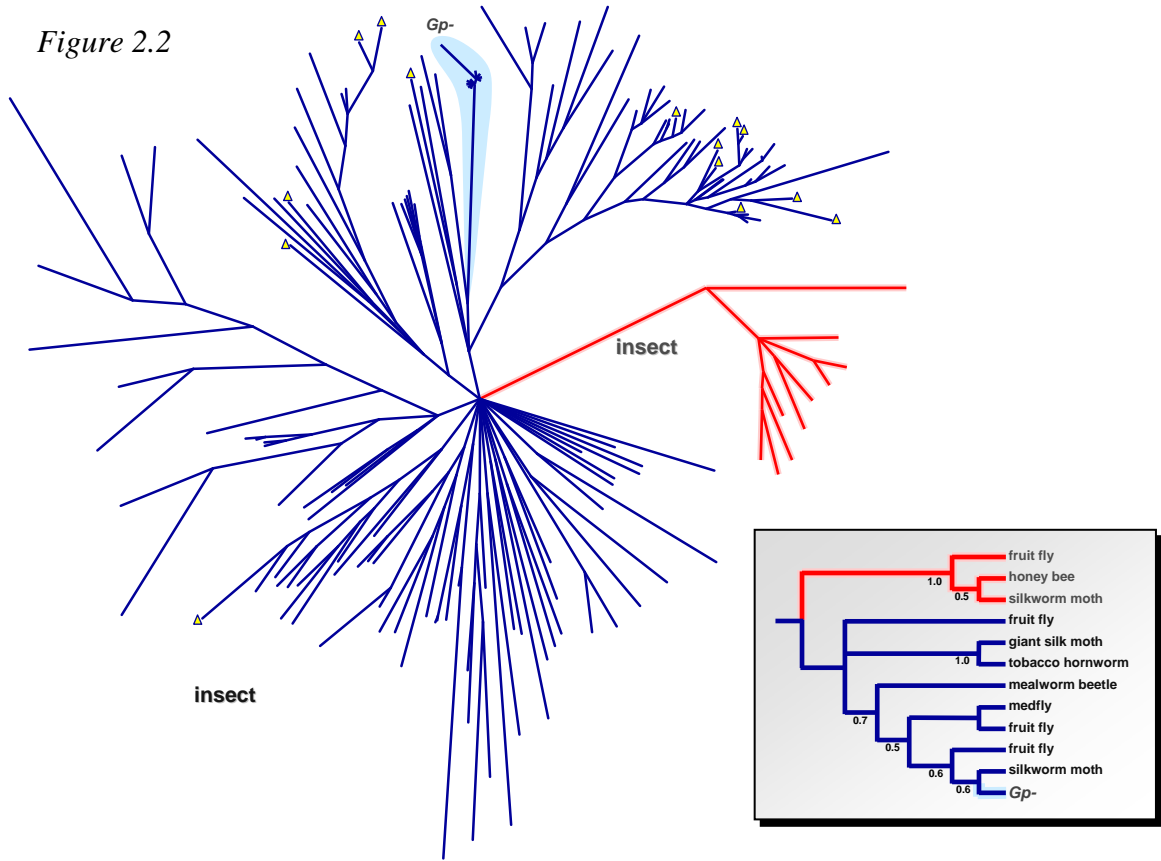 Figure 2.2
Gp-
insect
insect
fruit fly
1.0
honey bee
0.5
silkworm moth
fruit fly
giant silk moth
1.0
tobacco hornworm
mealworm beetle
medfly
0.7
fruit fly
0.5
fruit fly
0.6
silkworm moth
0.6
Gp-